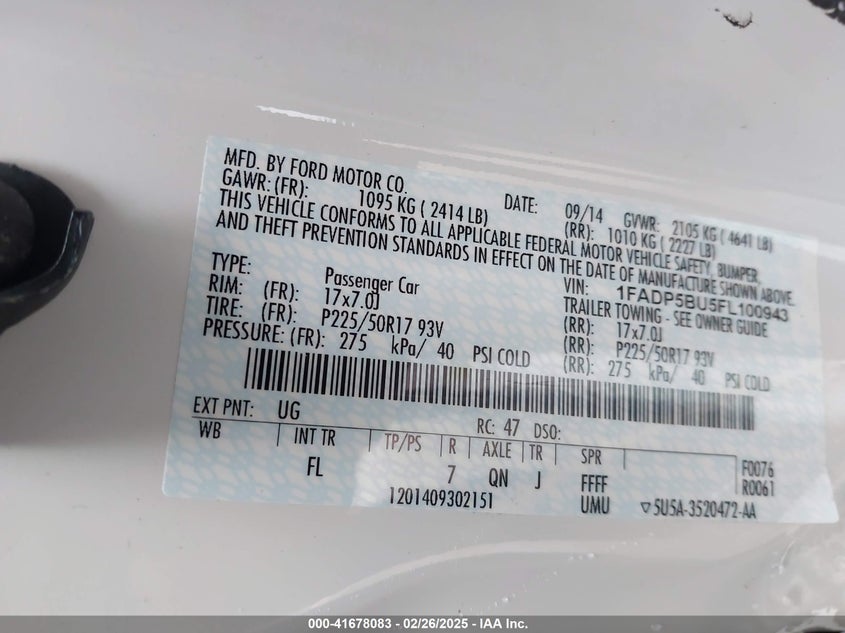 MFD. BY FORD MOTOR CO.
DATE: 09/14 GVWR: 2105 KG ( 4641 LB)
GAWR: (FR): 1095 KG ( 2414 LB) (RR): 1010 KG ( 2227 LB)
THIS VEHICLE CONFORMS TO ALL APPLICABLE FEDERAL MOTOR VEHICLE SAFETY, BUMPER,
AND THEFT PREVENTION STANDARDS IN EFFECT ON THE DATE OF MANUFACTURE SHOWN ABOVE.
VIN: 1FADP5BU5FL100943
TYPE: Passenger Car TRAILER TOWING - SEE OWNER GUIDE
RIM: (FR): 17x7.0J (RR): 17x7.0J
TIRE: (FR): P225/50R17 93V (RR): P225/50R17 93V
PRESSURE: (FR): 275 kPa/ 40 PSI COLD (RR): 275 kPa/ 40 PSI COLD
EXT PNT: UG RC: 47 DSO:
WB INT TR TP/PS R AXLE TR SPR
FL 7 QN J FFFF F0076
R0061
1201409302151 UMU ▽5U5A-3520472-AA
000-41678083 - 02/26/2025 - IAA Inc.